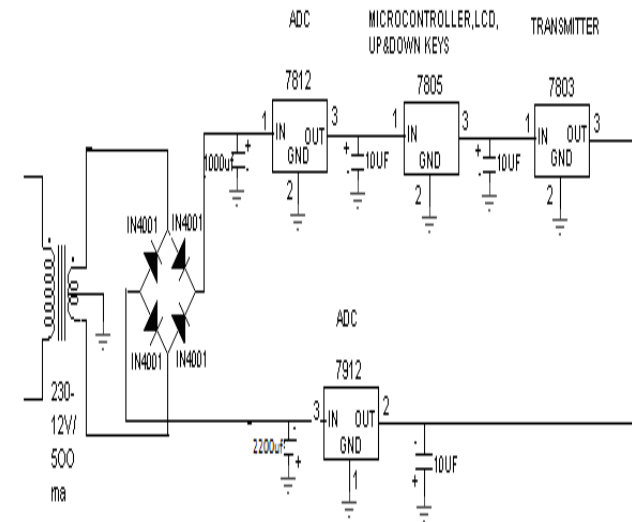 ADC
MICROCONTROLLER,LCD,
UP&DOWN KEYS
TRANSMITTER
7812
7805
7803
1 IN OUT 3
GND
2
1 IN OUT 3
GND
2
1 IN OUT 3
GND
2
1000uf
+
-
+
10UF
-
+
10UF
-
IN4001
IN4001
IN4001
IN4001
230-
12V/
500
ma
ADC
7912
3 IN OUT 2
GND
1
2200uf
-
+
-
10UF
+